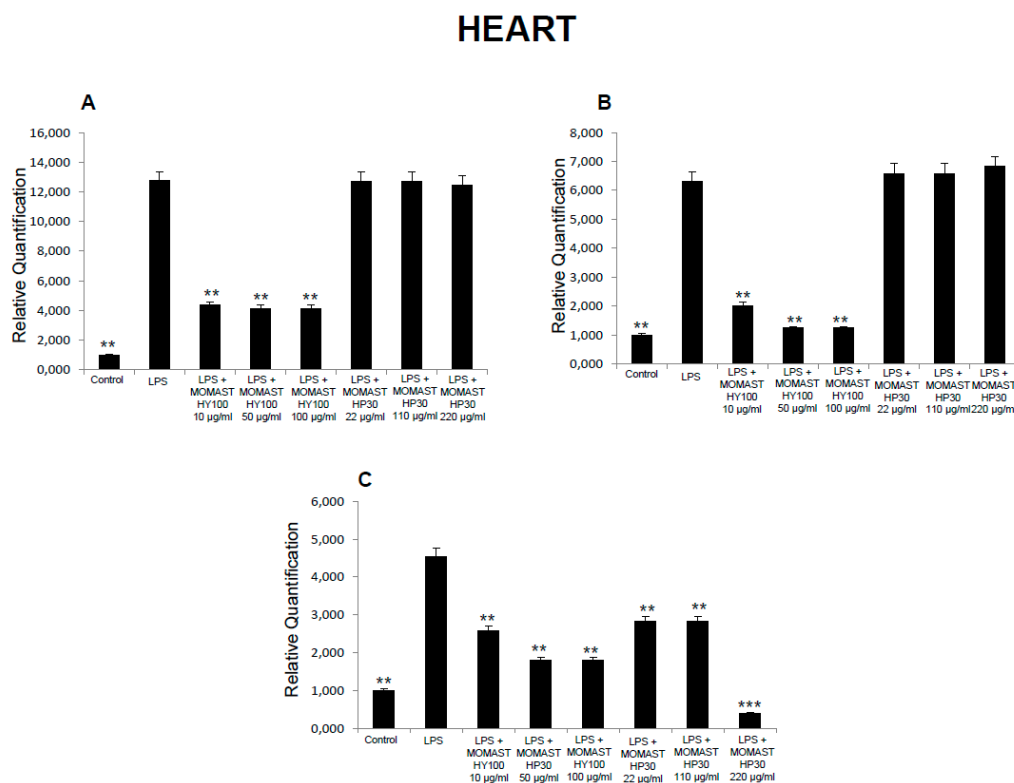 HEART
A
Relative Quantification
16,000
14,000
12,000
10,000
8,000
6,000
4,000
2,000
0,000
**
**
**
**
Control
LPS
LPS +
MOMAST
HY100
10 µg/ml
LPS +
MOMAST
HY100
50 µg/ml
LPS +
MOMAST
HY100
100 µg/ml
LPS +
MOMAST
HP30
22 µg/ml
LPS +
MOMAST
HP30
110 µg/ml
LPS +
MOMAST
HP30
220 µg/ml
B
Relative Quantification
8,000
7,000
6,000
5,000
4,000
3,000
2,000
1,000
0,000
**
**
**
**
Control
LPS
LPS +
MOMAST
HY100
10 µg/ml
LPS +
MOMAST
HY100
50 µg/ml
LPS +
MOMAST
HY100
100 µg/ml
LPS +
MOMAST
HP30
22 µg/ml
LPS +
MOMAST
HP30
110 µg/ml
LPS +
MOMAST
HP30
220 µg/ml
C
Relative Quantification
6,000
5,000
4,000
3,000
2,000
1,000
0,000
**
**
**
**
**
**
***
Control
LPS
LPS +
MOMAST
HY100
10 µg/ml
LPS +
MOMAST
HP30
50 µg/ml
LPS +
MOMAST
HY100
100 µg/ml
LPS +
MOMAST
HP30
22 µg/ml
LPS +
MOMAST
HP30
110 µg/ml
LPS +
MOMAST
HP30
220 µg/ml